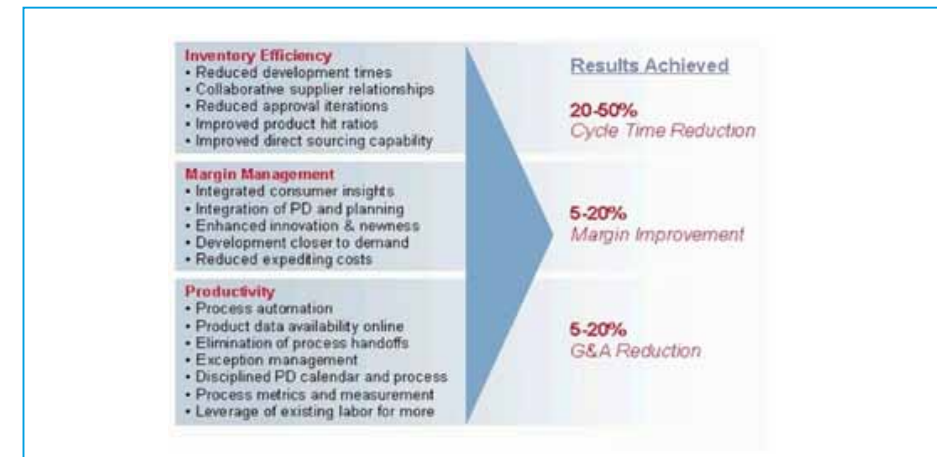 Inventory Efficiency
• Reduced development times
• Collaborative supplier relationships
• Reduced approval iterations
• Improved product hit ratios
• Improved direct sourcing capability
Margin Management
• Integrated consumer insights
• Integration of PD and planning
• Enhanced innovation & newness
• Development closer to demand
• Reduced expediting costs
Productivity
• Process automation
• Product data availability online
• Elimination of process handoffs
• Exception management
• Disciplined PD calendar and process
• Process metrics and measurement
• Leverage of existing labor for more
Results Achieved
20-50%
Cycle Time Reduction
5-20%
Margin Improvement
5-20%
G&A Reduction